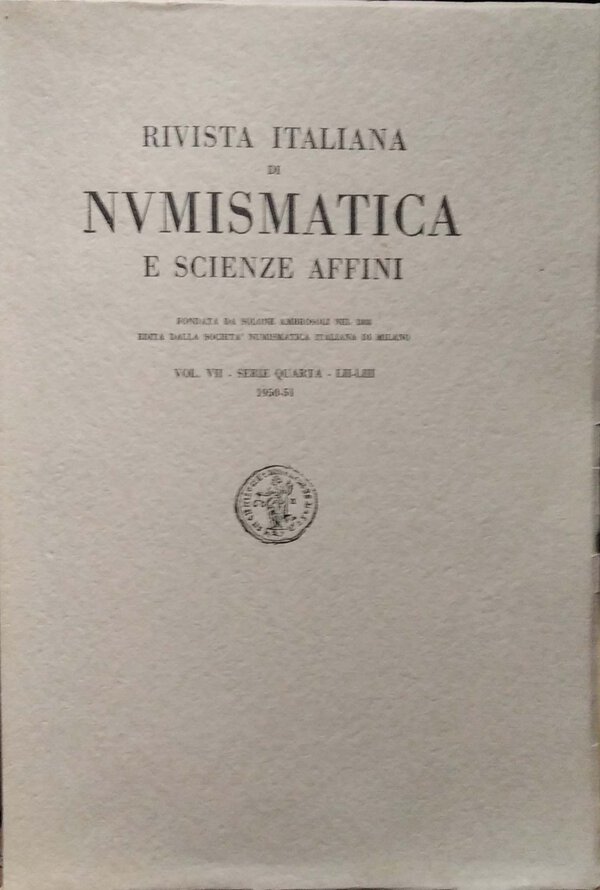 RIVISTA ITALIANA
DI
NVMISMATICA
E SCIENZE AFFINI
FONDATA DA SOLONE AMBROSOLI NEL 1888
EDITA DALLA SOCIETA' NUMISMATICA ITALIANA DI MILANO
VOL. VII - SERIE QUARTA - LII-LIII
1950-51